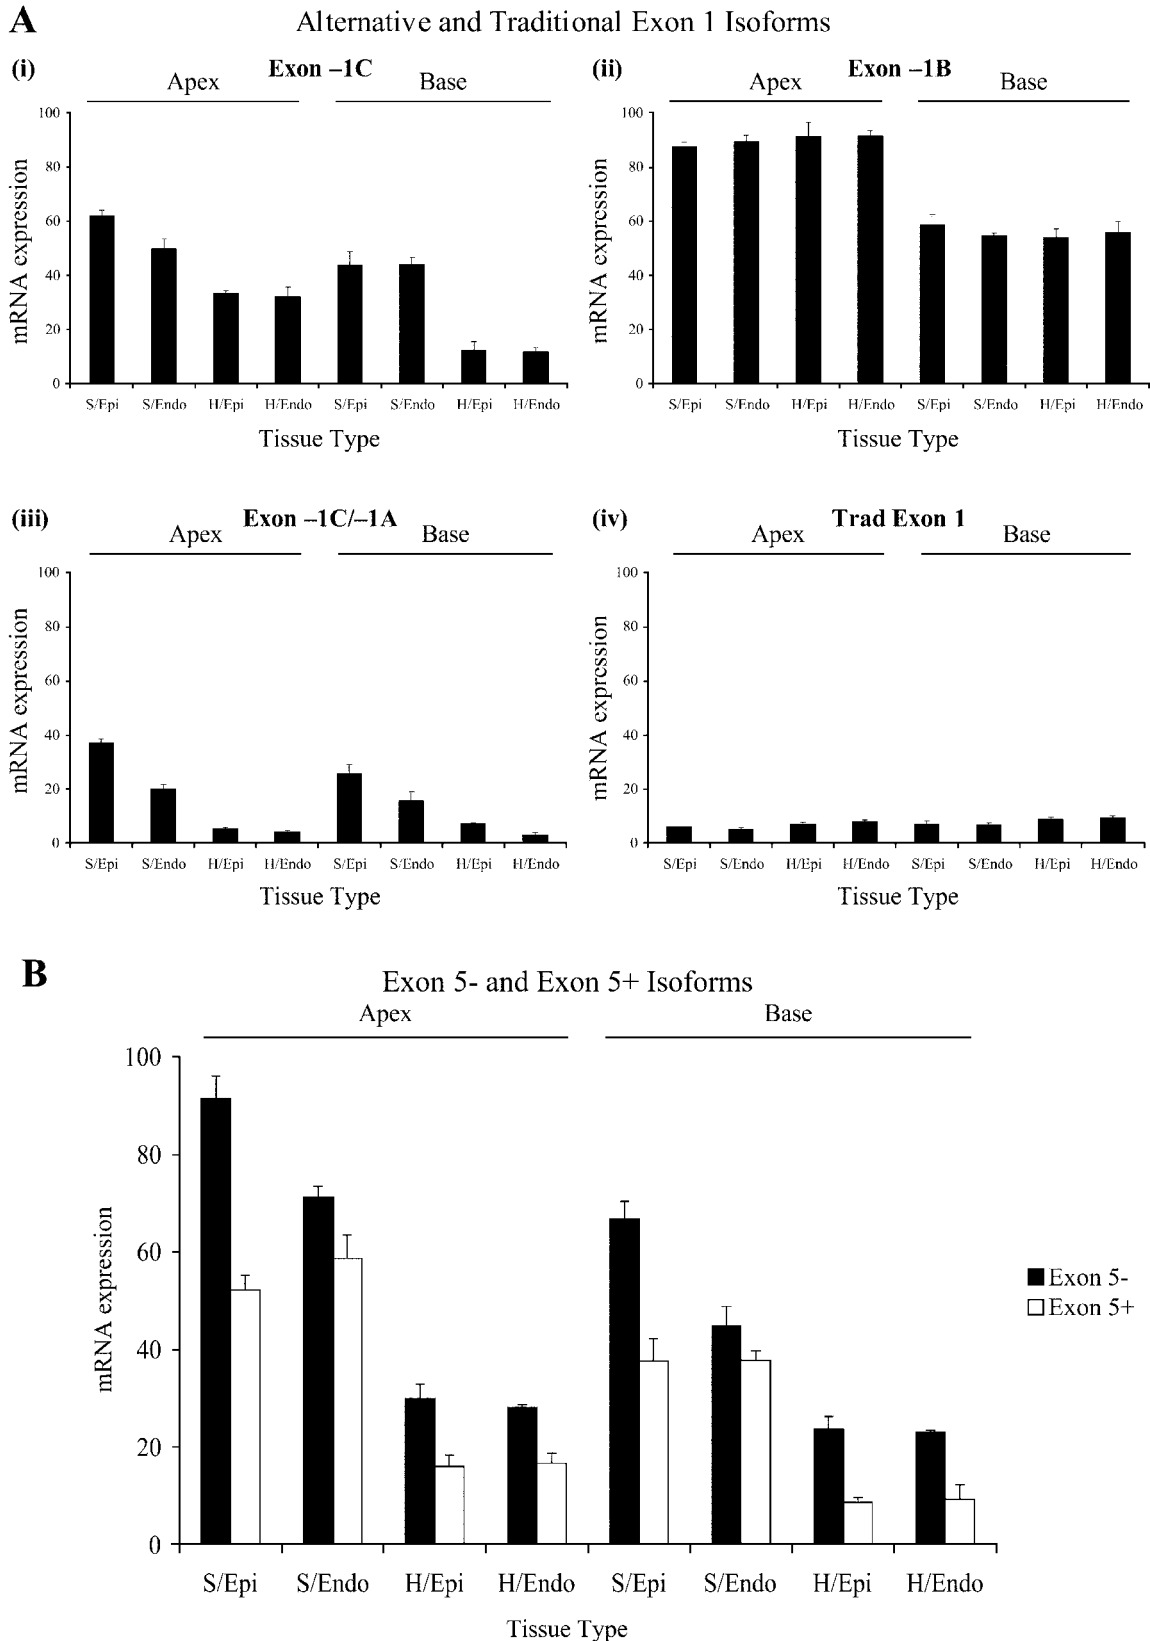 A Alternative and Traditional Exon 1 Isoforms
(i) Exon –1C
Apex Base
100
80
60
40
20
0
mRNA expression
S/Epi S/Endo H/Epi H/Endo S/Epi S/Endo H/Epi H/Endo
Tissue Type
(ii) Exon –1B
Apex Base
100
80
60
40
20
0
mRNA expression
S/Epi S/Endo H/Epi H/Endo S/Epi S/Endo H/Epi H/Endo
Tissue Type
(iii) Exon –1C/–1A
Apex Base
100
80
60
40
20
0
mRNA expression
S/Epi S/Endo H/Epi H/Endo S/Epi S/Endo H/Epi H/Endo
Tissue Type
(iv) Trad Exon 1
Apex Base
100
80
60
40
20
0
mRNA expression
S/Epi S/Endo H/Epi H/Endo S/Epi S/Endo H/Epi H/Endo
Tissue Type
B Exon 5- and Exon 5+ Isoforms
Apex Base
100
80
60
40
20
0
mRNA expression
Exon 5-
Exon 5+
S/Epi S/Endo H/Epi H/Endo S/Epi S/Endo H/Epi H/Endo
Tissue Type